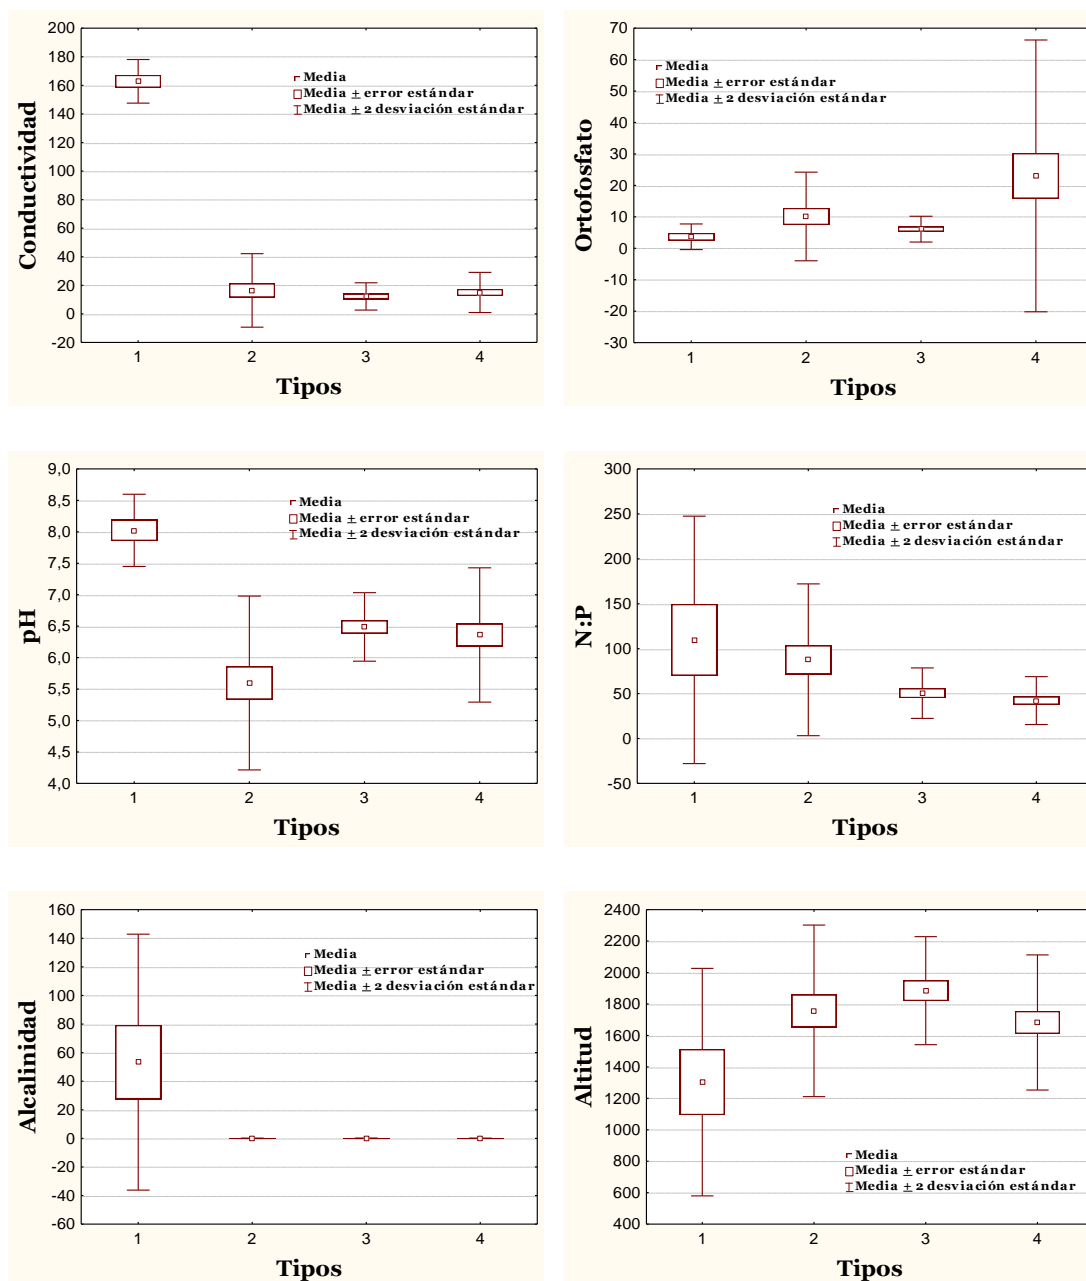 200
180
160
140
120
100
80
60
40
20
0
-20
Conductividad
Media
Media ± error estándar
Media ± 2 desviación estándar
1 2 3 4
Tipos
70
60
50
40
30
20
10
0
-10
-20
-30
Ortofosfato
Media
Media ± error estándar
Media ± 2 desviación estándar
1 2 3 4
Tipos
9,0
8,5
8,0
7,5
7,0
6,5
6,0
5,5
5,0
4,5
4,0
pH
Media
Media ± error estándar
Media ± 2 desviación estándar
1 2 3 4
Tipos
300
250
200
150
100
50
0
-50
N:P
Media
Media ± error estándar
Media ± 2 desviación estándar
1 2 3 4
Tipos
160
140
120
100
80
60
40
20
0
-20
-40
-60
Alcalinidad
Media
Media ± error estándar
Media ± 2 desviación estándar
1 2 3 4
Tipos
2400
2200
2000
1800
1600
1400
1200
1000
800
600
400
Altitud
Media
Media ± error estándar
Media ± 2 desviación estándar
1 2 3 4
Tipos